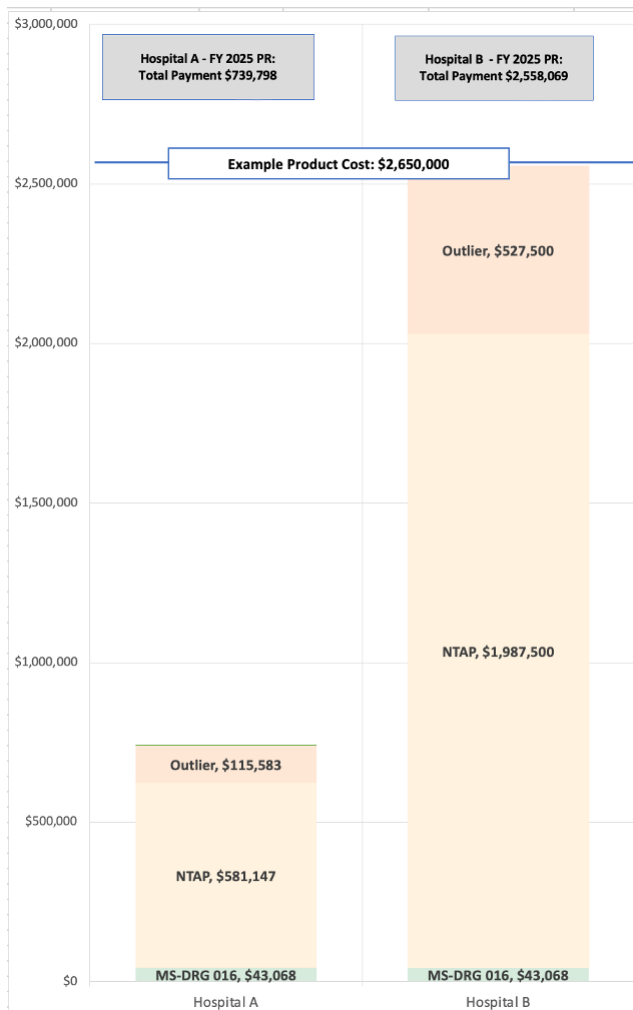 $3,000,000
Hospital A - FY 2025 PR:
Total Payment $739,798
Hospital B  - FY 2025 PR:
Total Payment $2,558,069
Example Product Cost: $2,650,000
$2,500,000
Outlier, $527,500
$2,000,000
$1,500,000
$1,000,000
NTAP, $1,987,500
Outlier, $115,583
$500,000
NTAP, $581,147
MS-DRG 016, $43,068
MS-DRG 016, $43,068
$0
Hospital A
Hospital B